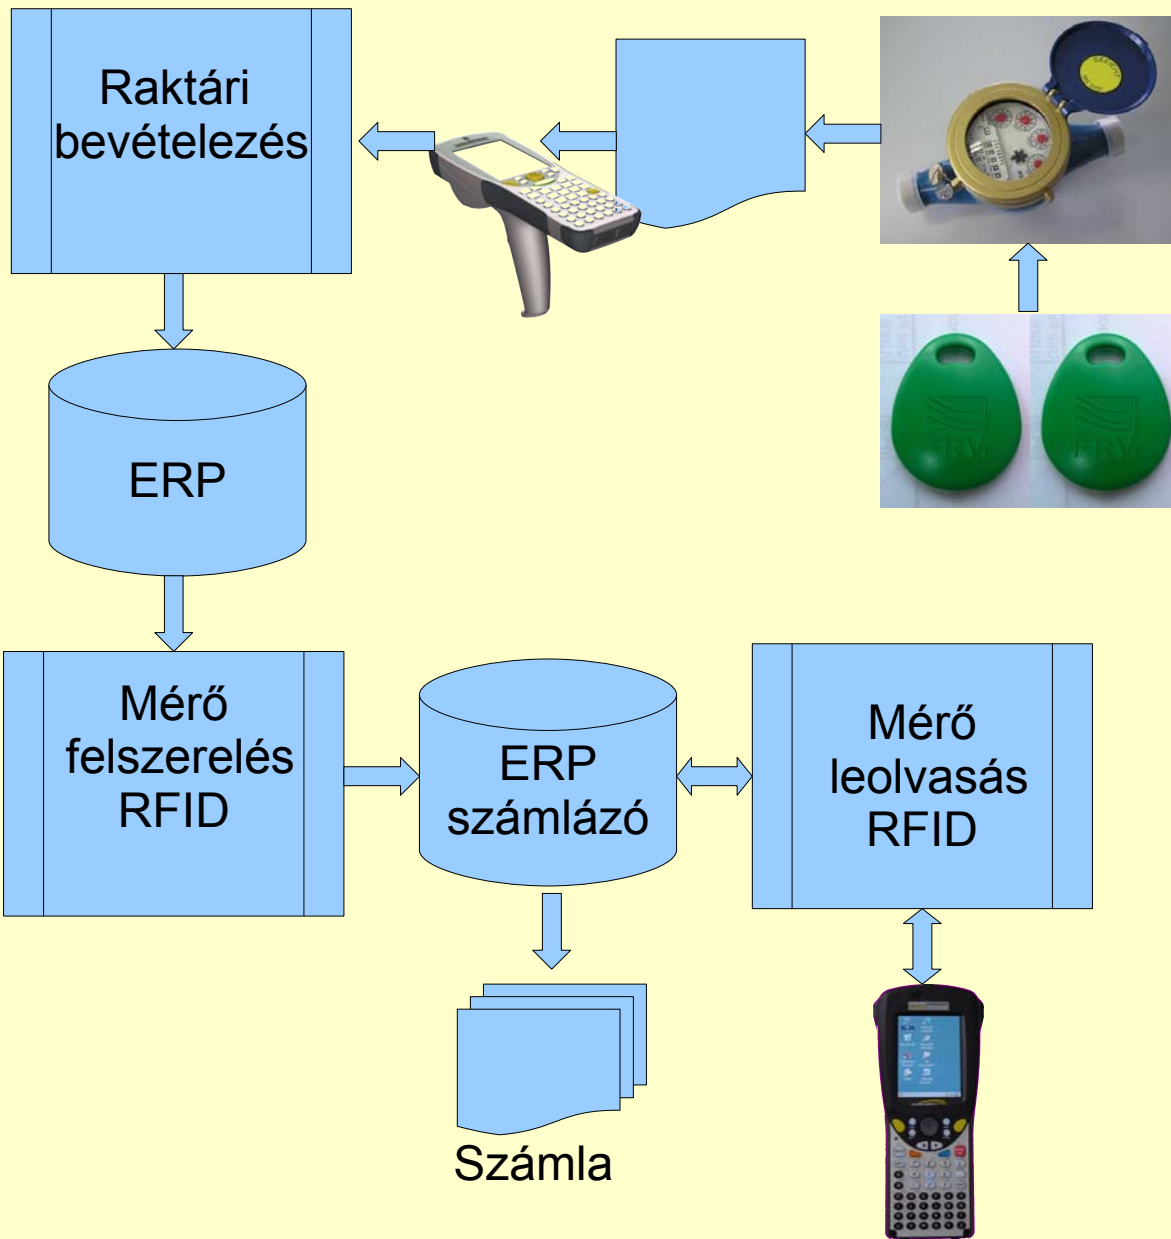 Raktári
bevételezés
ERP
Mérő
felszerelés
RFID
ERP
számlázó
Mérő
leolvasás
RFID
Számla